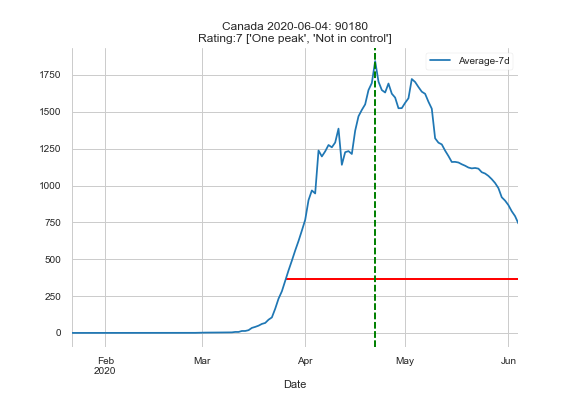 Canada 2020-06-04: 90180
Rating:7 ['One peak', 'Not in control']
Average-7d
1750
1500
1250
1000
750
500
250
0
Feb
2020
Mar
Apr
May
Jun
Date